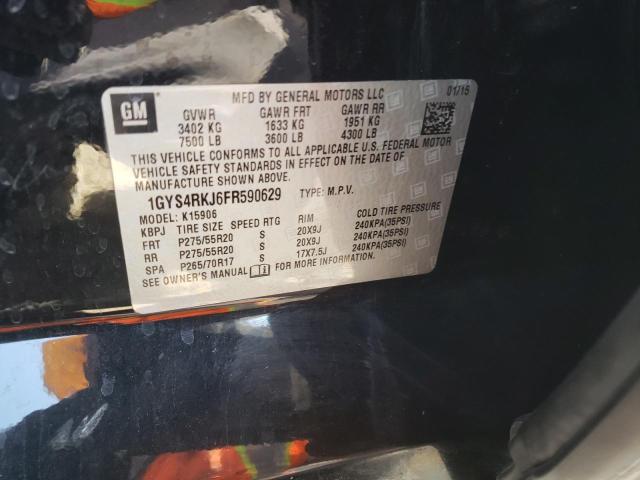 GM
MFD BY GENERAL MOTORS LLC 01/15
GVWR GAWR FRT GAWR RR
3402 KG 1633 KG 1951 KG
7500 LB 3600 LB 4300 LB
THIS VEHICLE CONFORMS TO ALL APPLICABLE U.S. FEDERAL MOTOR
VEHICLE SAFETY STANDARDS IN EFFECT ON THE DATE OF
MANUFACTURE SHOWN ABOVE.
1GYS4RKJ6FR590629 TYPE: M.P.V.
MODEL: K15906
KBPJ TIRE SIZE SPEED RTG RIM COLD TIRE PRESSURE
FRT P275/55R20 S 20X9J 240KPA(35PSI)
RR P275/55R20 S 20X9J 240KPA(35PSI)
SPA P265/70R17 S 17X7.5J 240KPA(35PSI)
SEE OWNER'S MANUAL FOR MORE INFORMATION.